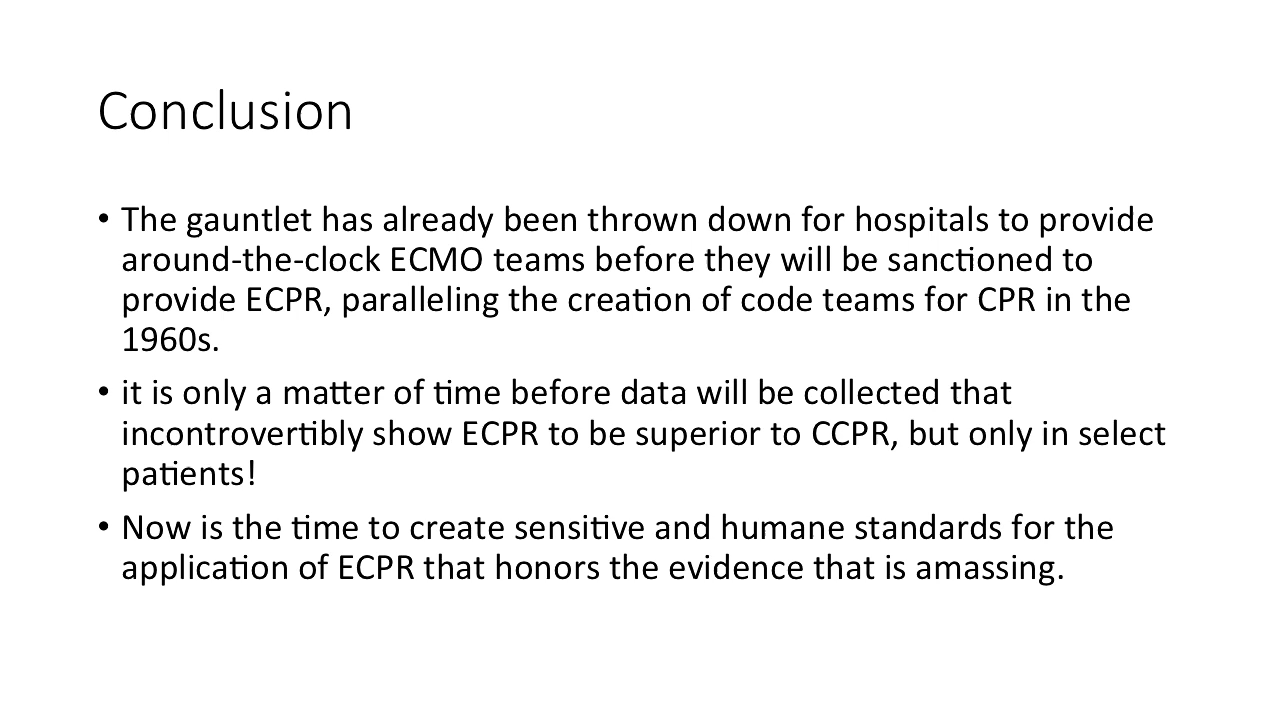 Conclusion
• The gauntlet has already been thrown down for hospitals to provide
around-the-clock ECMO teams before they will be sanctioned to
provide ECPR, paralleling the creation of code teams for CPR in the
1960s.
• it is only a matter of time before data will be collected that
incontrovertibly show ECPR to be superior to CCPR, but only in select
patients!
• Now is the time to create sensitive and humane standards for the
application of ECPR that honors the evidence that is amassing.